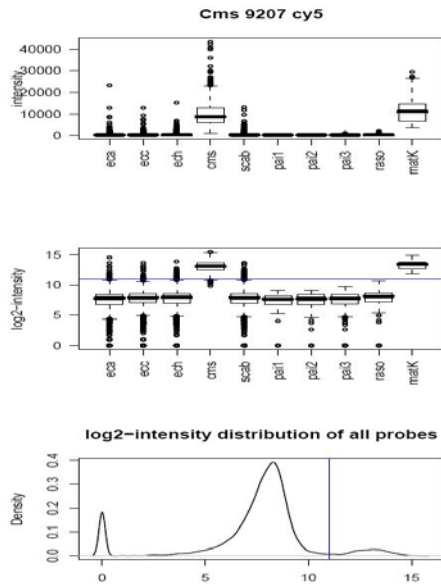 Cms 9207 cy5
intensity
40000
30000
20000
10000
0
eca ecc ech cms scab pai1 pai2 pai3 raso matK
log2-intensity
15
10
5
0
eca ecc ech cms scab pai1 pai2 pai3 raso matK
log2-intensity distribution of all probes
Density
0.4
0.3
0.2
0.1
0.0
0 5 10 15